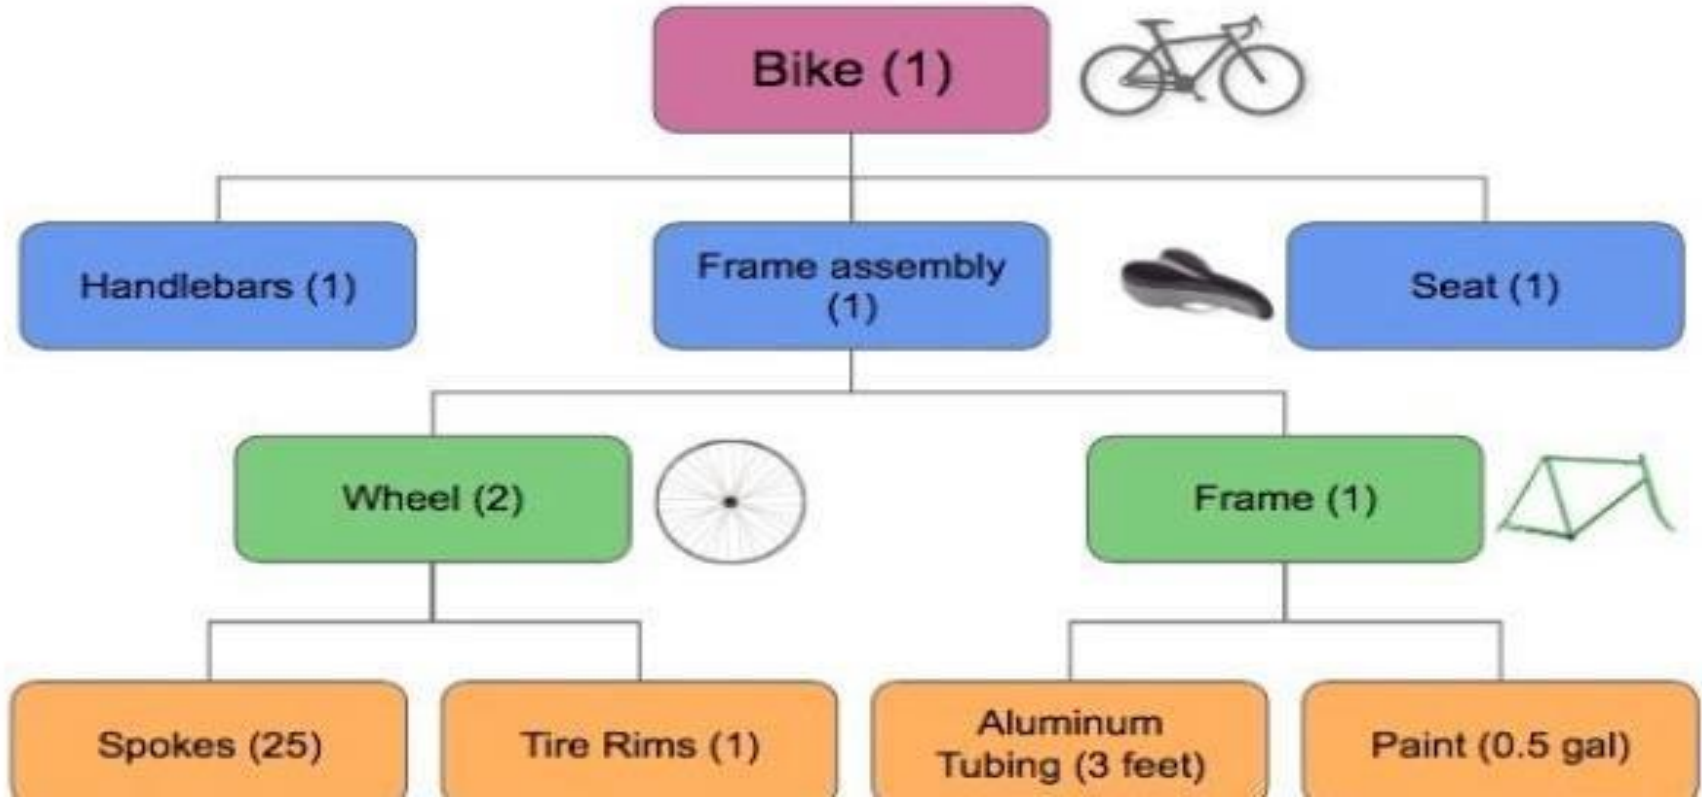 Bike (1)
Handlebars (1)
Frame assembly
(1)
Seat (1)
Wheel (2)
Frame (1)
Spokes (25)
Tire Rims (1)
Aluminum
Tubing (3 feet)
Paint (0.5 gal)